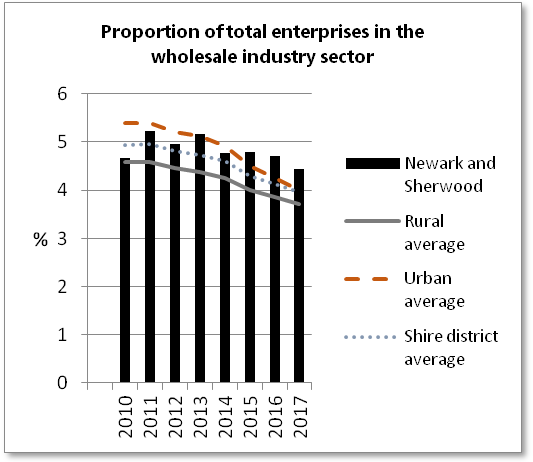 Proportion of total enterprises in the
wholesale industry sector
6
5
4
3
2
1
0
%
2010
2011
2012
2013
2014
2015
2016
2017
Newark and
Sherwood
Rural
average
Urban
average
Shire district
average